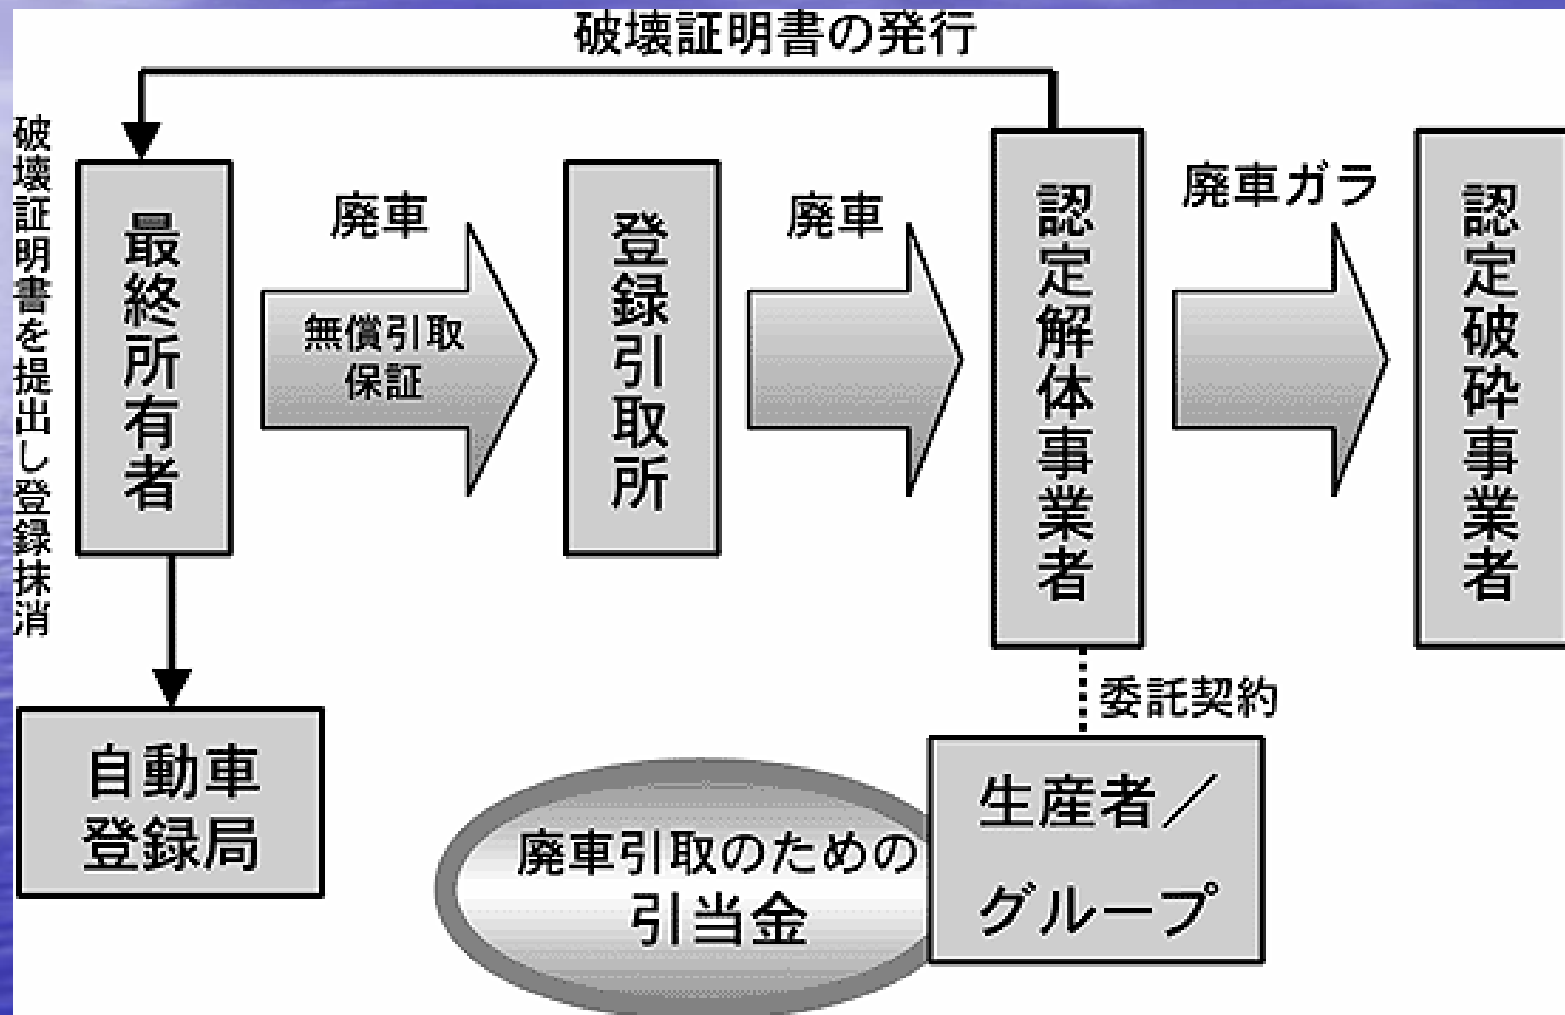 破壊証明書の発行
破壊証明書を提出し登録抹消
最終所有者
廃車
無償引取
保証
登録引取所
廃車
認定解体事業者
廃車ガラ
認定破砕事業者
委託契約
自動車
登録局
廃車引取のための
引当金
生産者／
グループ